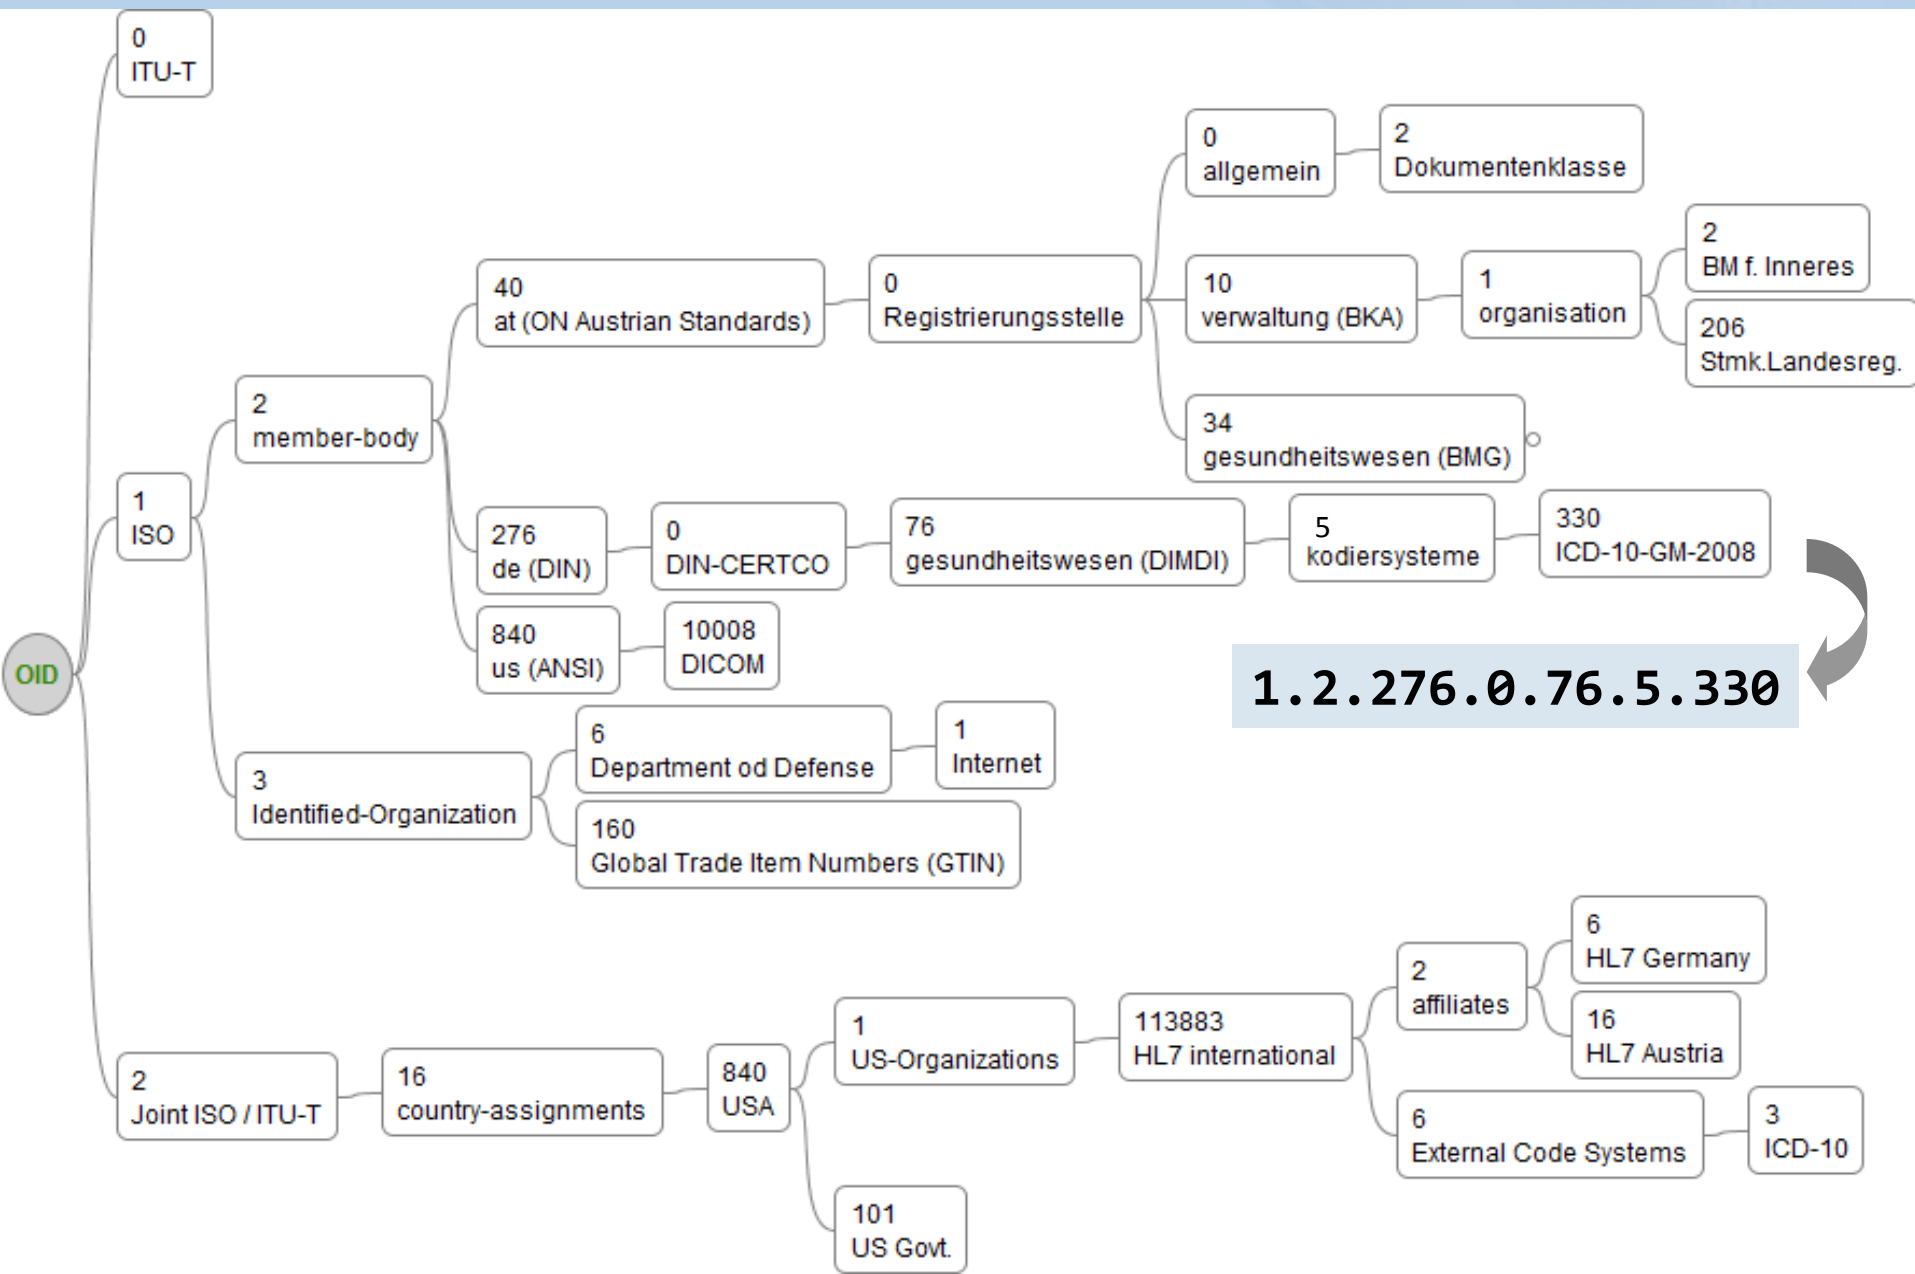 0
ITU-T
0
allgemein
2
Dokumentenklasse
2
BM f. Inneres
40
at (ON Austrian Standards)
0
Registrierungsstelle
10
verwaltung (BKA)
1
organisation
206
Stmk.Landesreg.
2
member-body
34
gesundheitswesen (BMG)
1
ISO
276
de (DIN)
0
DIN-CERTCO
76
gesundheitswesen (DIMDI)
5
kodiersysteme
330
ICD-10-GM-2008
840
us (ANSI)
10008
DICOM
OID
1.2.276.0.76.5.330
6
Department od Defense
1
Internet
3
Identified-Organization
160
Global Trade Item Numbers (GTIN)
6
HL7 Germany
2
affiliates
16
HL7 Austria
1
US-Organizations
113883
HL7 international
2
Joint ISO / ITU-T
16
country-assignments
840
USA
6
External Code Systems
3
ICD-10
101
US Govt.